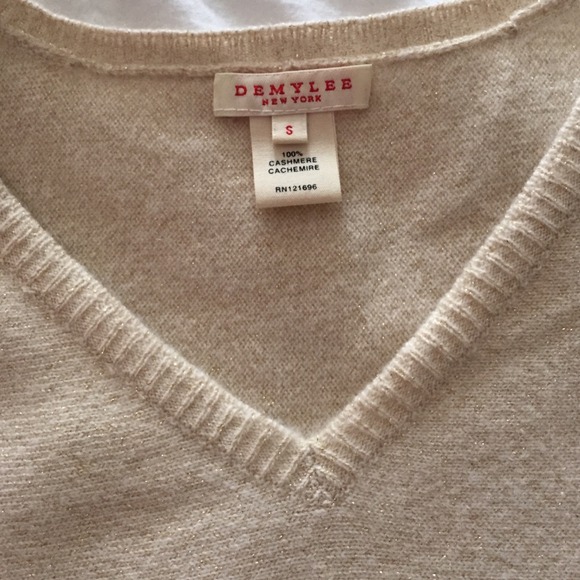 DEMYLEE
NEW YORK
S
100%
CASHMERE
CACHEMIRE
RN121696